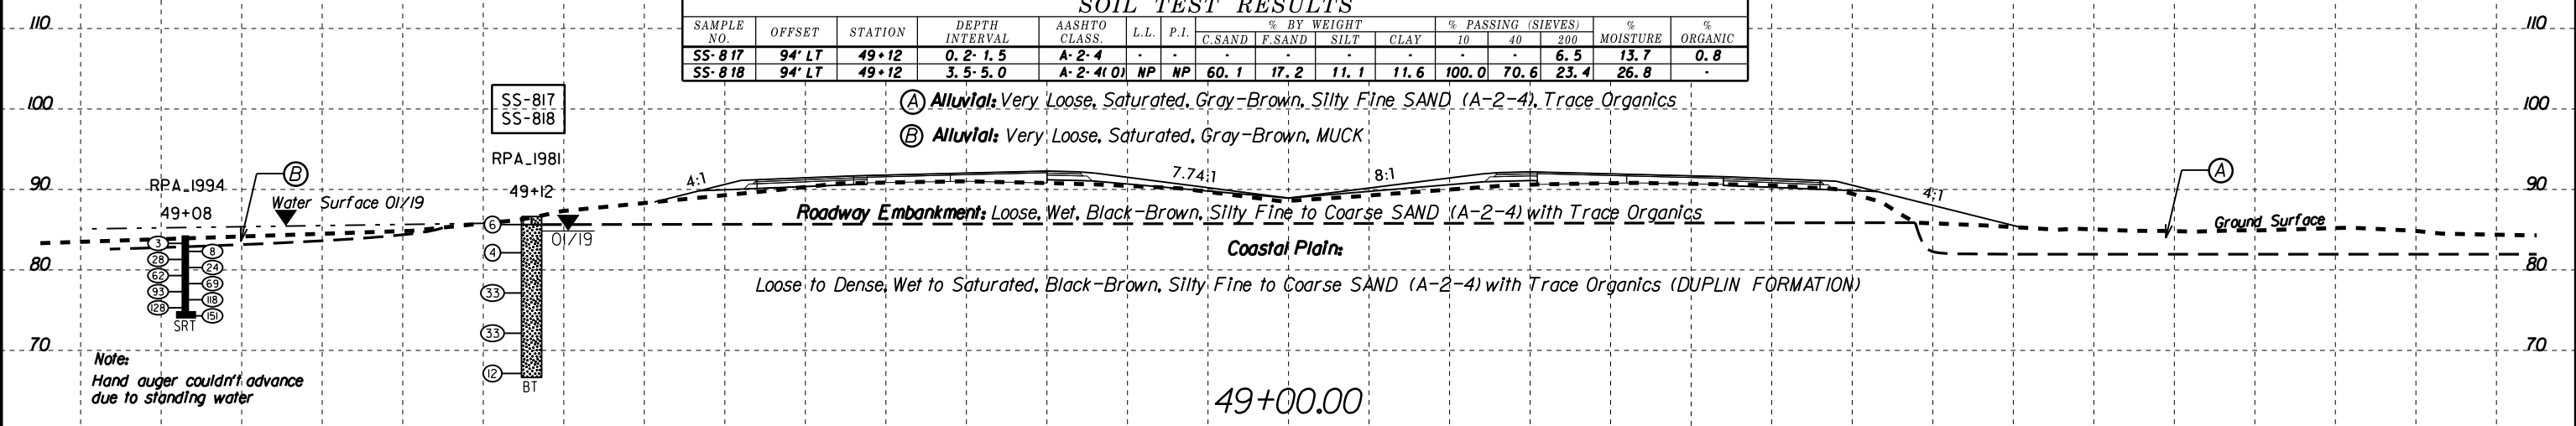 SOIL TEST RESULTS
110 110
SAMPLE NO. OFFSET STATION DEPTH INTERVAL AASHTO CLASS. L.L. P.I. % BY WEIGHT % PASSING (SIEVES) % MOISTURE % ORGANIC
C.SAND F.SAND SILT CLAY 10 40 200
SS-817 94' LT 49+12 0.2-1.5 A-2-4 - - - - - - - - 6.5 13.7 0.8
SS-818 94' LT 49+12 3.5-5.0 A-2-4(0) NP NP 60.1 17.2 11.1 11.6 100.0 70.6 23.4 26.8 -
100 100
SS-817
SS-818
A Alluvial: Very Loose, Saturated, Gray-Brown, Silty Fine SAND (A-2-4), Trace Organics
B Alluvial: Very Loose, Saturated, Gray-Brown, MUCK
RPA_1981
49+12
B
A
4:1
7.74:1
8:1
4:1
90 90
RPA_1994
49+08
Water Surface 01/19
Roadway Embankment: Loose, Wet, Black-Brown, Silty Fine to Coarse SAND (A-2-4) with Trace Organics
Ground Surface
01/19
Coastal Plain:
Loose to Dense, Wet to Saturated, Black-Brown, Silty Fine to Coarse SAND (A-2-4) with Trace Organics (DUPLIN FORMATION)
80 80
3
8
28
24
62
69
93
118
128
151
SRT
6
4
33
33
12
BT
70 70
Note:
Hand auger couldn't advance
due to standing water
49+00.00